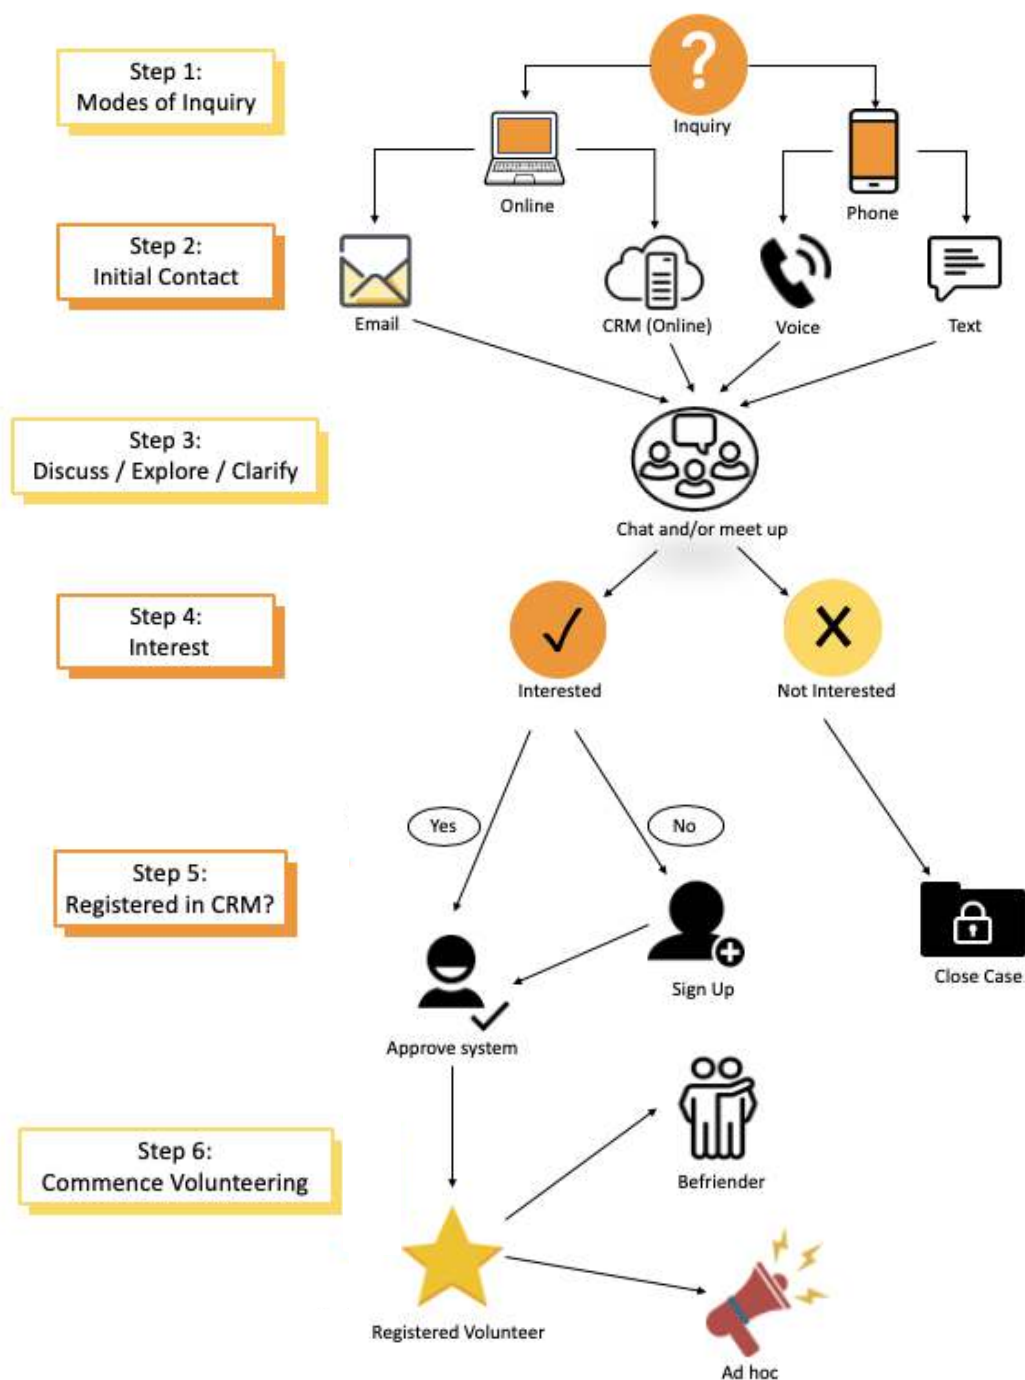 Step 1:
Modes of Inquiry
?
Inquiry
Online
Phone
Step 2:
Initial Contact
Email
CRM (Online)
Voice
Text
Step 3:
Discuss / Explore / Clarify
Chat and/or meet up
Step 4:
Interest
Interested
Not Interested
Yes
No
Step 5:
Registered in CRM?
Sign Up
Close Case
Approve system
Step 6:
Commence Volunteering
Befriender
Registered Volunteer
Ad hoc